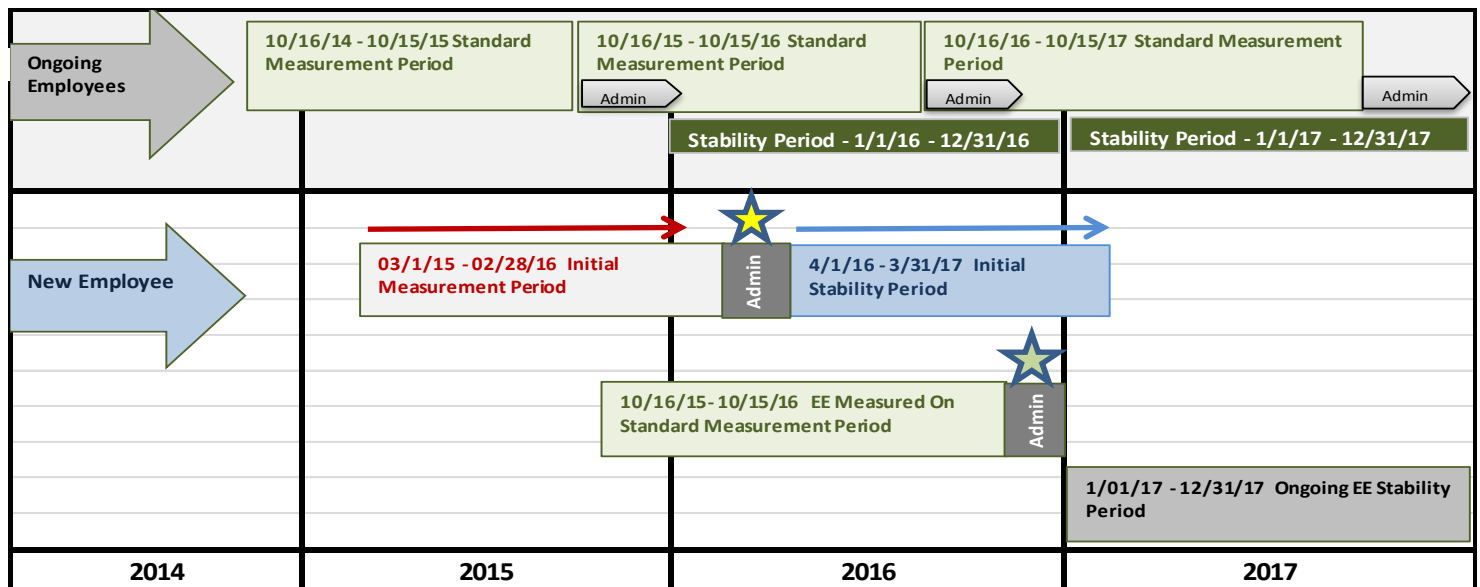 Ongoing
Employees
10/16/14 - 10/15/15 Standard
Measurement Period
10/16/15 - 10/15/16 Standard
Measurement Period
Admin
10/16/16 - 10/15/17 Standard Measurement
Period
Admin
Admin
Stability Period - 1/1/16 - 12/31/16
Stability Period - 1/1/17 - 12/31/17
New Employee
03/1/15 - 02/28/16 Initial
Measurement Period
Admin
4/1/16 - 3/31/17 Initial
Stability Period
10/16/15- 10/15/16 EE Measured On
Standard Measurement Period
Admin
1/01/17 - 12/31/17 Ongoing EE Stability
Period
2014
2015
2016
2017